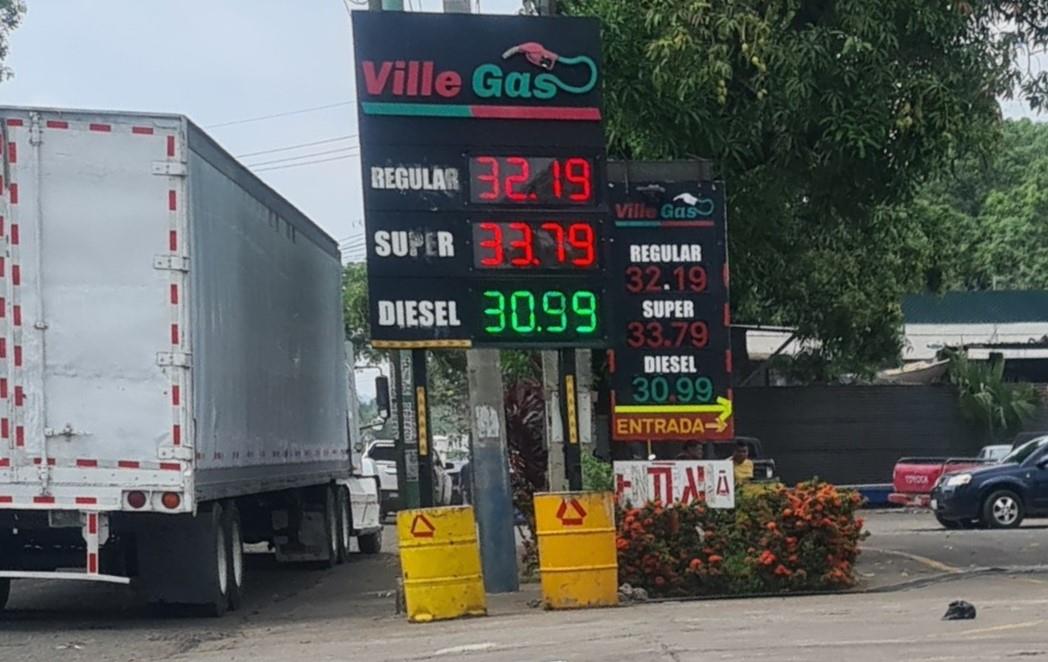 Ville Gas
REGULAR 32.19
SUPER 33.79
DIESEL 30.99
Ville Gas
REGULAR
32.19
SUPER
33.79
DIESEL
30.99
ENTRADA
TOYOTA